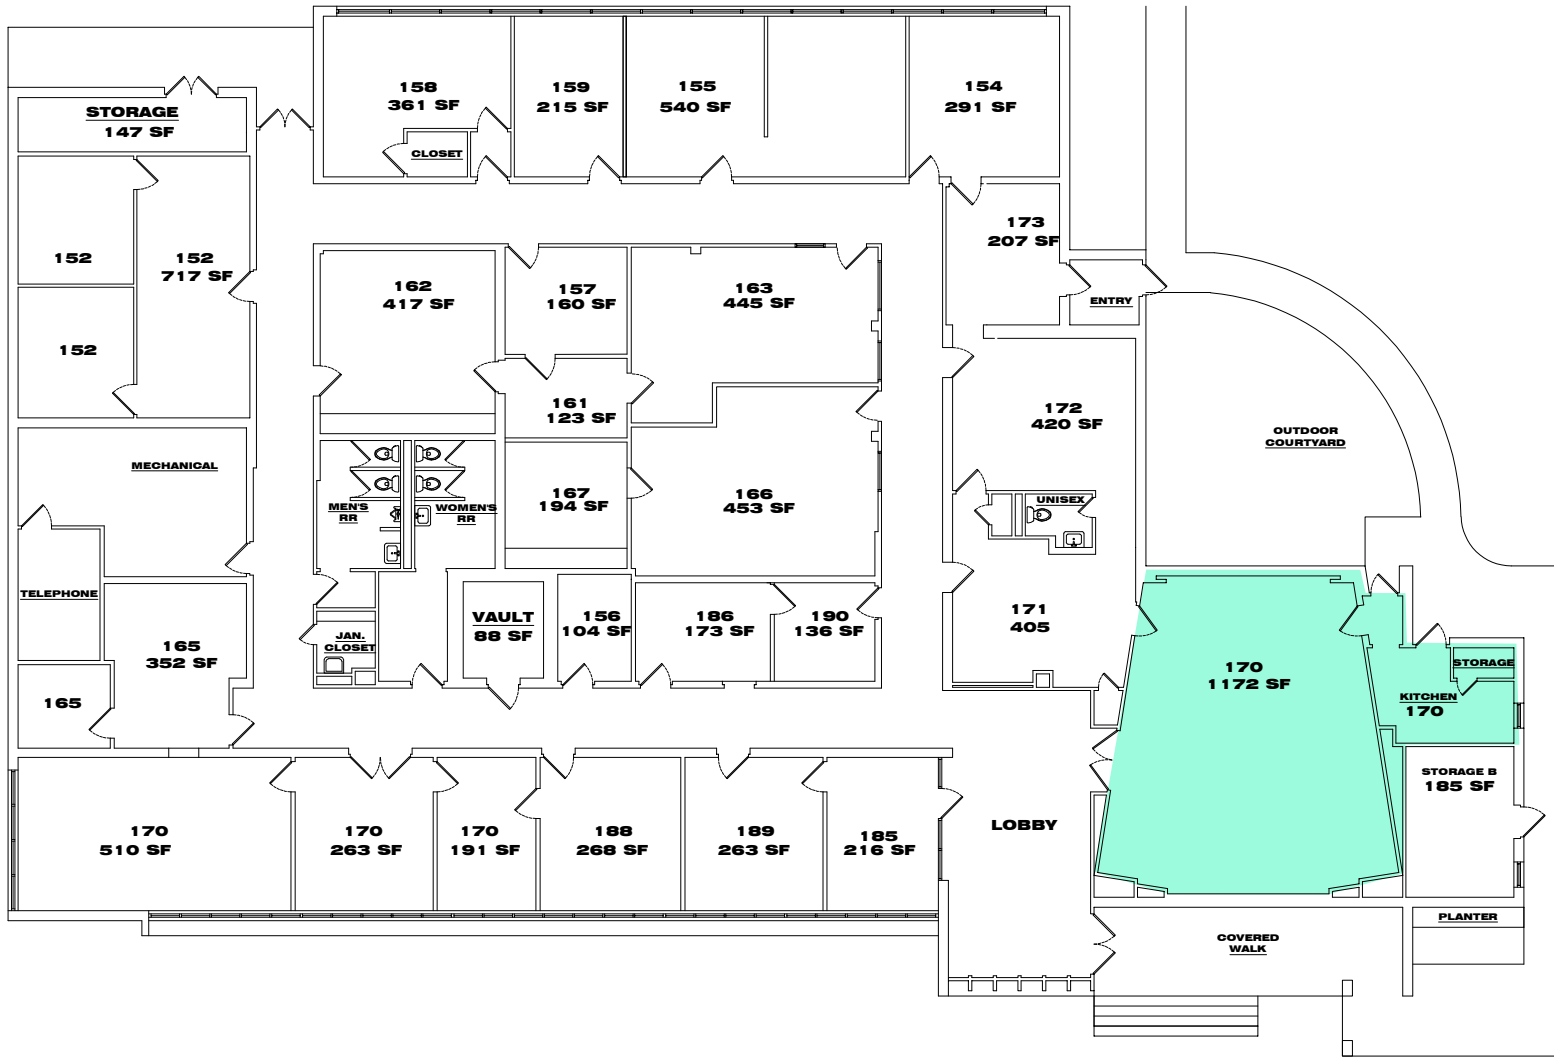 158
361 SF
159
215 SF
155
540 SF
154
291 SF
STORAGE
147 SF
CLOSET
173
207 SF
152
152
717 SF
162
417 SF
157
160 SF
163
445 SF
ENTRY
152
161
123 SF
172
420 SF
OUTDOOR
COURTYARD
MECHANICAL
MEN'S
RR
WOMEN'S
RR
167
194 SF
166
453 SF
UNISEX
TELEPHONE
JAN.
CLOSET
VAULT
88 SF
156
104 SF
186
173 SF
190
136 SF
171
405
165
352 SF
170
1172 SF
STORAGE
KITCHEN
170
165
STORAGE B
185 SF
170
510 SF
170
263 SF
170
191 SF
188
268 SF
189
263 SF
185
216 SF
LOBBY
PLANTER
COVERED
WALK